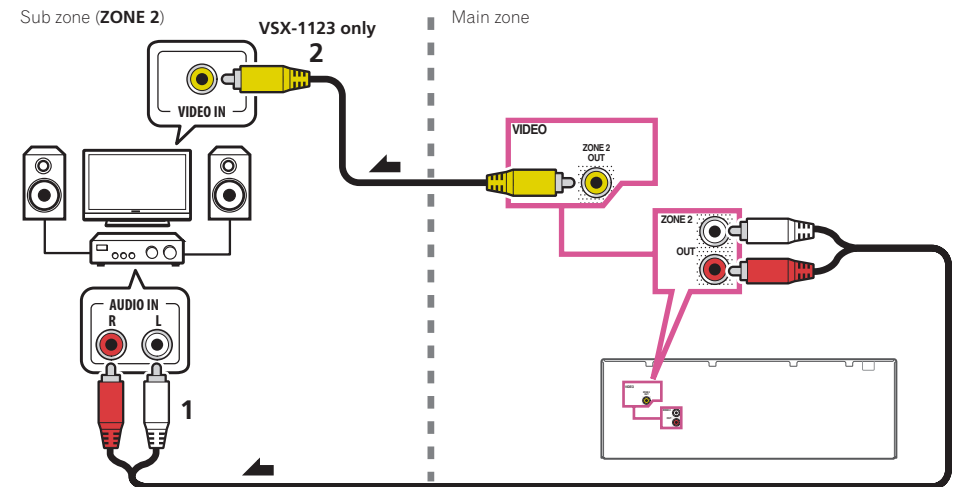 Sub zone (ZONE 2)
Main zone
VSX-1123 only
2
VIDEO IN
VIDEO
ZONE 2
OUT
ZONE 2
OUT
AUDIO IN
R L
1
VIDEO